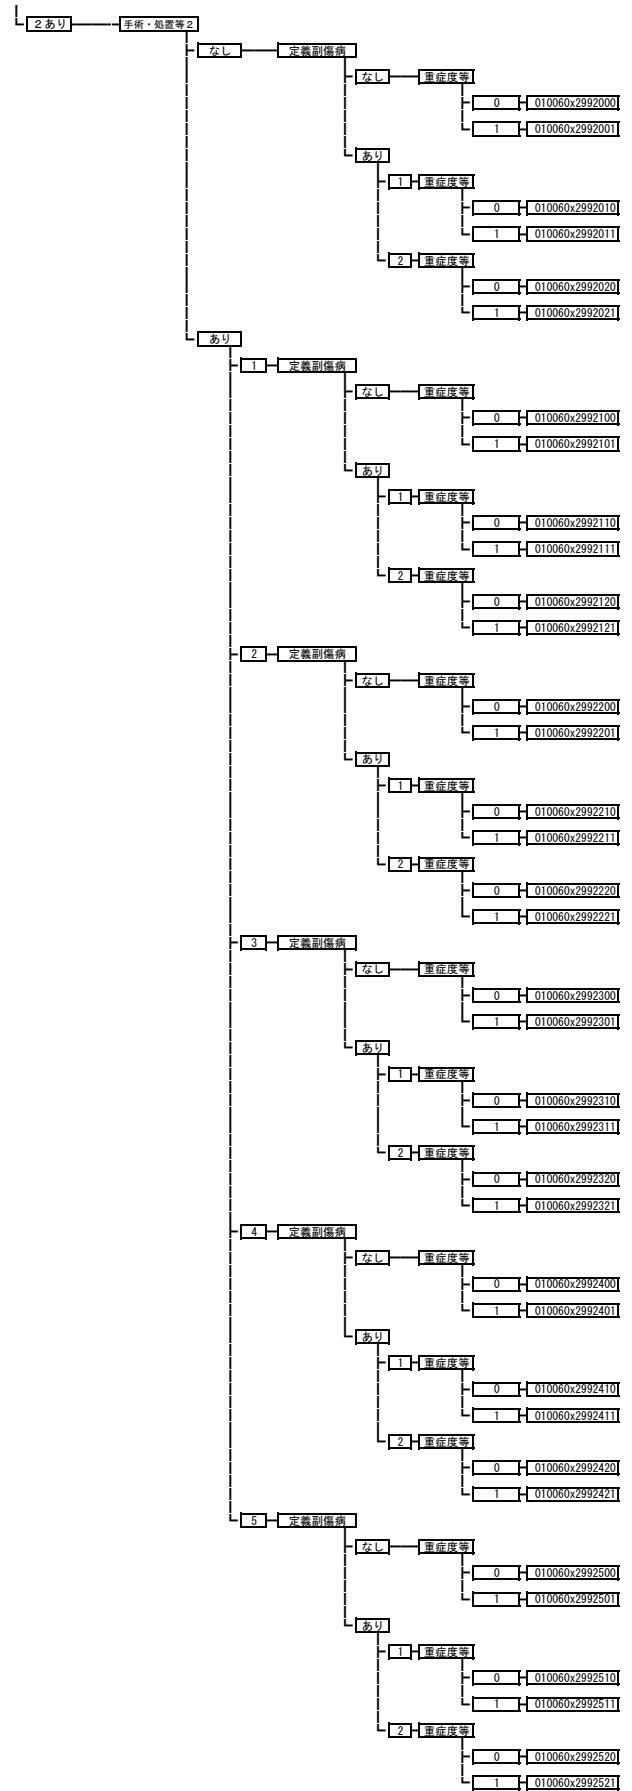 ２あり 手術・処置等２
なし 定義副傷病
なし 重症度等
0 010060x2992000
1 010060x2992001
あり
1 重症度等
0 010060x2992010
1 010060x2992011
2 重症度等
0 010060x2992020
1 010060x2992021
あり
1 定義副傷病
なし 重症度等
0 010060x2992100
1 010060x2992101
あり
1 重症度等
0 010060x2992110
1 010060x2992111
2 重症度等
0 010060x2992120
1 010060x2992121
2 定義副傷病
なし 重症度等
0 010060x2992200
1 010060x2992201
あり
1 重症度等
0 010060x2992210
1 010060x2992211
2 重症度等
0 010060x2992220
1 010060x2992221
3 定義副傷病
なし 重症度等
0 010060x2992300
1 010060x2992301
あり
1 重症度等
0 010060x2992310
1 010060x2992311
2 重症度等
0 010060x2992320
1 010060x2992321
4 定義副傷病
なし 重症度等
0 010060x2992400
1 010060x2992401
あり
1 重症度等
0 010060x2992410
1 010060x2992411
2 重症度等
0 010060x2992420
1 010060x2992421
5 定義副傷病
なし 重症度等
0 010060x2992500
1 010060x2992501
あり
1 重症度等
0 010060x2992510
1 010060x2992511
2 重症度等
0 010060x2992520
1 010060x2992521